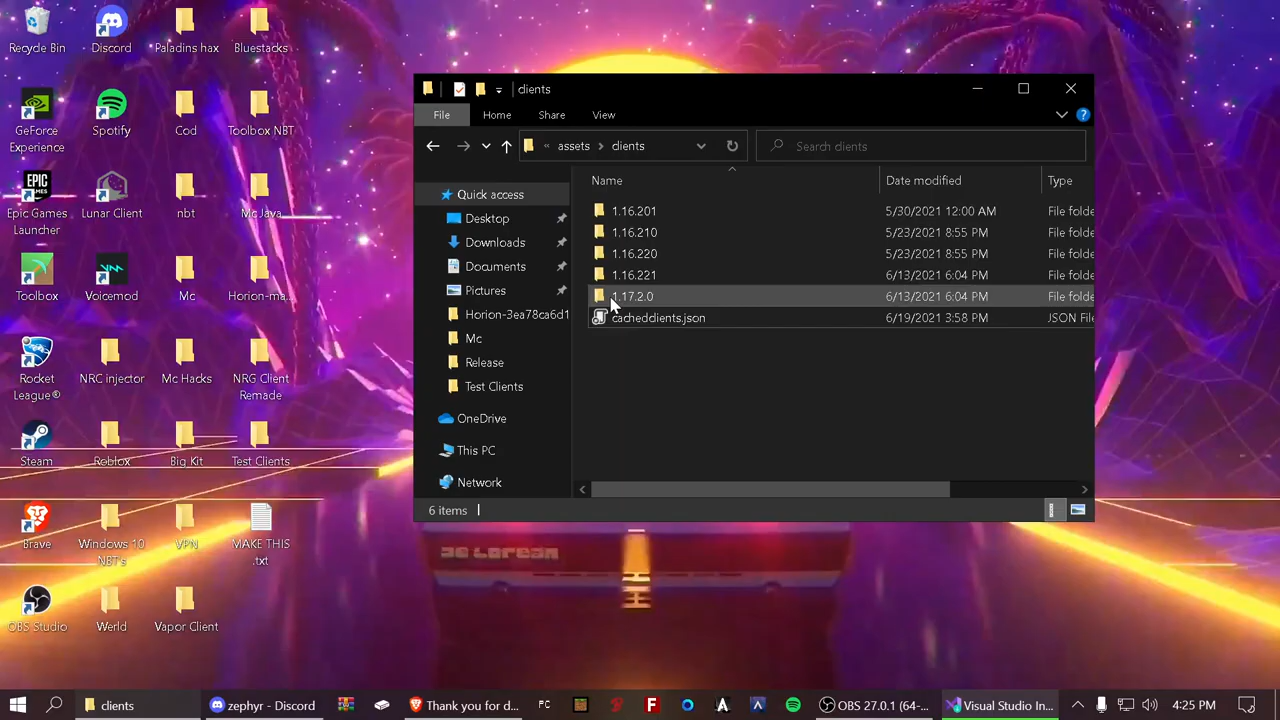 Recycle Bin
Discord
Paladins hax
Bluestacks
GeForce Experience
Spotify
Cod
Toolbox NBT
Epic Games Launcher
Lunar Client
nbt
Mc Java
Toolbox
Voicemod
Mc
Horion-ma...
Rocket League®
NRC injector
Mc Hacks
NRG Client Remade
Steam
Roblox
Big Kit
Test Clients
Brave
Windows 10 NBT's
VPN
MAKE THIS .txt
OBS Studio
Werld
Vapor Client
clients
File Home Share View
« assets > clients
Search clients
Quick access
Desktop
Downloads
Documents
Pictures
Horion-3ea78ca6d1
Mc
Release
Test Clients
OneDrive
This PC
Network
Name Date modified Type
1.16.201 5/30/2021 12:00 AM File folde
1.16.210 5/23/2021 8:55 PM File folde
1.16.220 5/23/2021 8:55 PM File folde
1.16.221 6/13/2021 6:04 PM File folde
1.17.2.0 6/13/2021 6:04 PM File folde
cachedclients.json 6/19/2021 3:58 PM JSON File
6 items
clients
zephyr - Discord
Thank you for d...
FC
OBS 27.0.1 (64-...
Visual Studio In...
4:25 PM